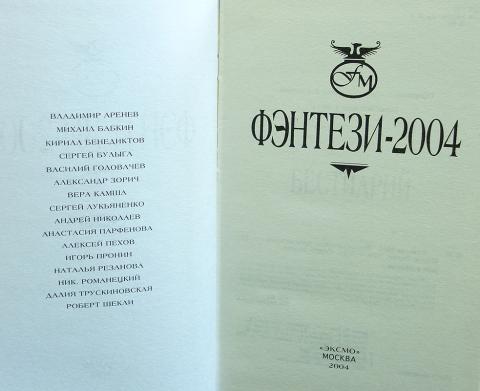 ВЛАДИМИР АРЕНЕВ
МИХАИЛ БАБКИН
КИРИЛЛ БЕНЕДИКТОВ
СЕРГЕЙ БУЛЫГА
ВАСИЛИЙ ГОЛОВАЧЕВ
АЛЕКСАНДР ЗОРИЧ
ВЕРА КАМША
СЕРГЕЙ ЛУКЬЯНЕНКО
АНДРЕЙ НИКОЛАЕВ
АНАСТАСИЯ ПАРФЕНОВА
АЛЕКСЕЙ ПЕХОВ
ИГОРЬ ПРОНИН
НАТАЛЬЯ РЕЗАНОВА
НИК. РОМАНЕЦКИЙ
ДАЛИЯ ТРУСКИНОВСКАЯ
РОБЕРТ ШЕКЛИ
FM
ФЭНТЕЗИ-2004
«ЭКСМО»
МОСКВА
2004